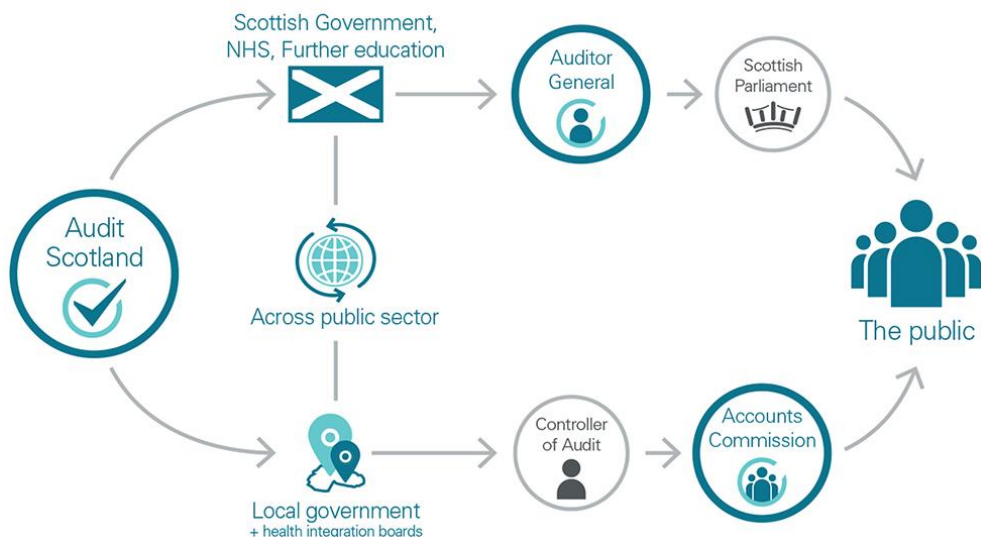 Scottish Government,
NHS, Further education
Auditor
General
Scottish
Parliament
Audit
Scotland
Across public sector
The public
Controller
of Audit
Accounts
Commission
Local government
+ health integration boards